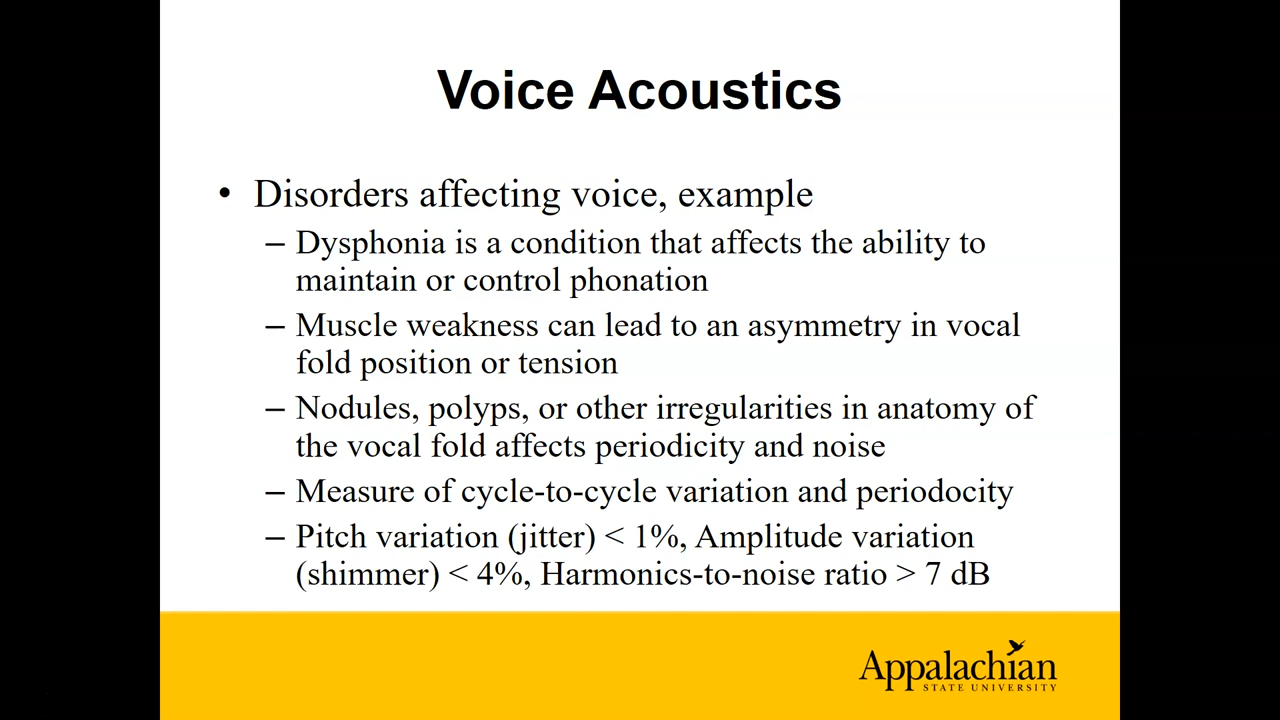 Voice Acoustics
• Disorders affecting voice, example
– Dysphonia is a condition that affects the ability to
maintain or control phonation
– Muscle weakness can lead to an asymmetry in vocal
fold position or tension
– Nodules, polyps, or other irregularities in anatomy of
the vocal fold affects periodicity and noise
– Measure of cycle-to-cycle variation and periodocity
– Pitch variation (jitter) < 1%, Amplitude variation
(shimmer) < 4%, Harmonics-to-noise ratio > 7 dB
Appalachian
STATE UNIVERSITY